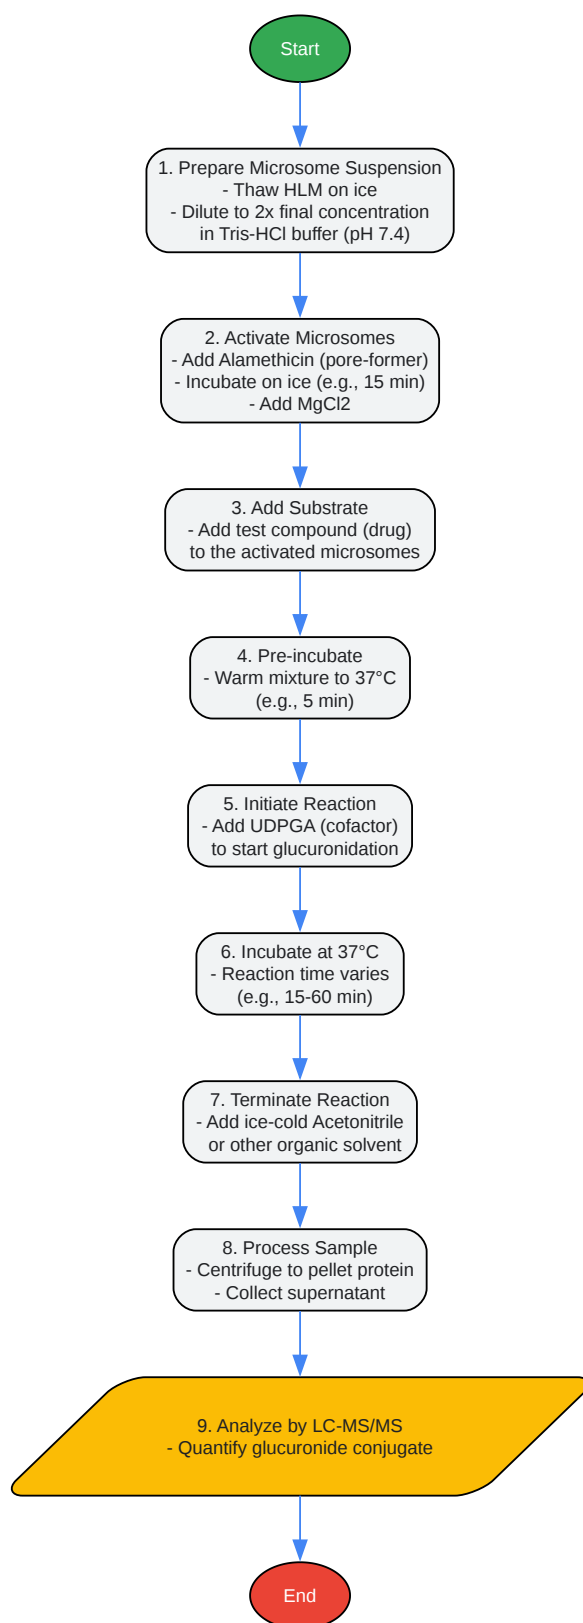 Start
1. Prepare Microsome Suspension
- Thaw HLM on ice
- Dilute to 2x final concentration
in Tris-HCl buffer (pH 7.4)
2. Activate Microsomes
- Add Alamethicin (pore-former)
- Incubate on ice (e.g., 15 min)
- Add MgCl2
3. Add Substrate
- Add test compound (drug)
to the activated microsomes
4. Pre-incubate
- Warm mixture to 37°C
(e.g., 5 min)
5. Initiate Reaction
- Add UDPGA (cofactor)
to start glucuronidation
6. Incubate at 37°C
- Reaction time varies
(e.g., 15-60 min)
7. Terminate Reaction
- Add ice-cold Acetonitrile
or other organic solvent
8. Process Sample
- Centrifuge to pellet protein
- Collect supernatant
9. Analyze by LC-MS/MS
- Quantify glucuronide conjugate
End